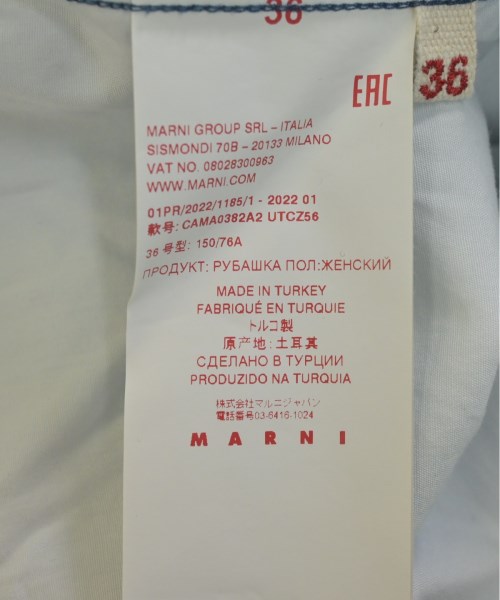 36
EAC
36
MARNI GROUP SRL – ITALIA
SISMONDI 70B – 20133 MILANO
VAT NO. 08028300963
WWW.MARNI.COM
01PR/2022/1185/1 - 2022 01
款号: CAMA0382A2 UTCZ56
36 号型: 150/76A
ПРОДУКТ: РУБАШКА ПОЛ:ЖЕНСКИЙ
MADE IN TURKEY
FABRIQUÉ EN TURQUIE
トルコ製
原产地: 土耳其
СДЕЛАНО В ТУРЦИИ
PRODUZIDO NA TURQUIA
株式会社マルニジャパン
電話番号03-6416-1024
MARNI